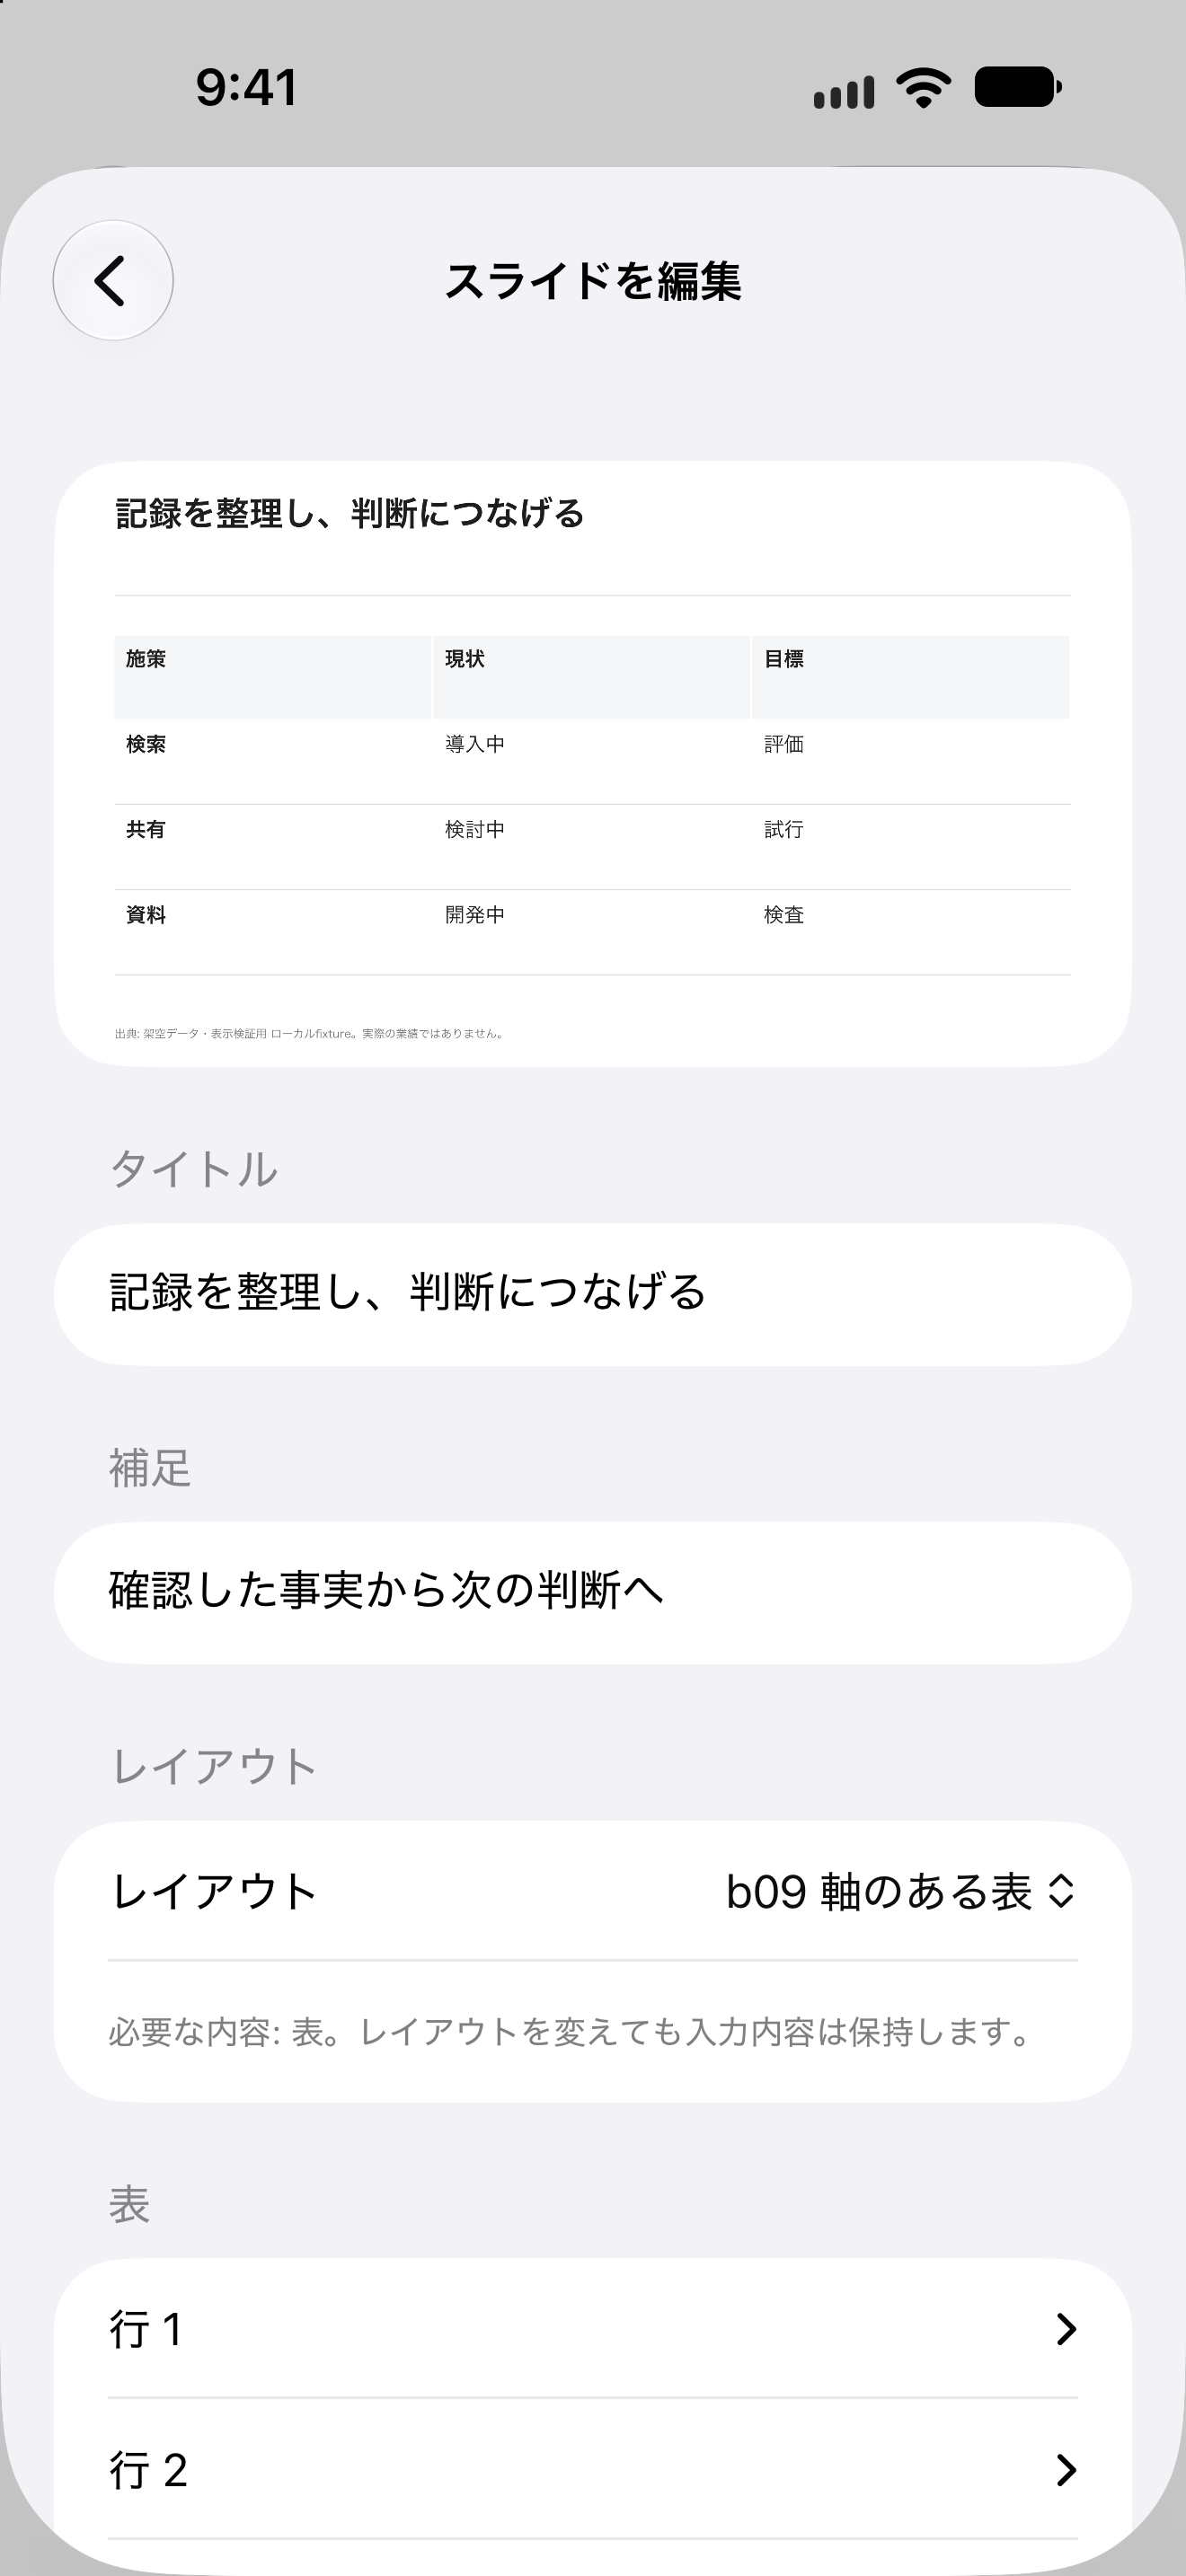 9:41
スライドを編集
記録を整理し、判断につなげる
施策 現状 目標
検索 導入中 評価
共有 検討中 試行
資料 開発中 検査
出典: 架空データ・表示検証用 ローカルfixture。実際の業績ではありません。
タイトル
記録を整理し、判断につなげる
補足
確認した事実から次の判断へ
レイアウト
レイアウト b09 軸のある表
必要な内容: 表。レイアウトを変えても入力内容は保持します。
表
行 1
行 2